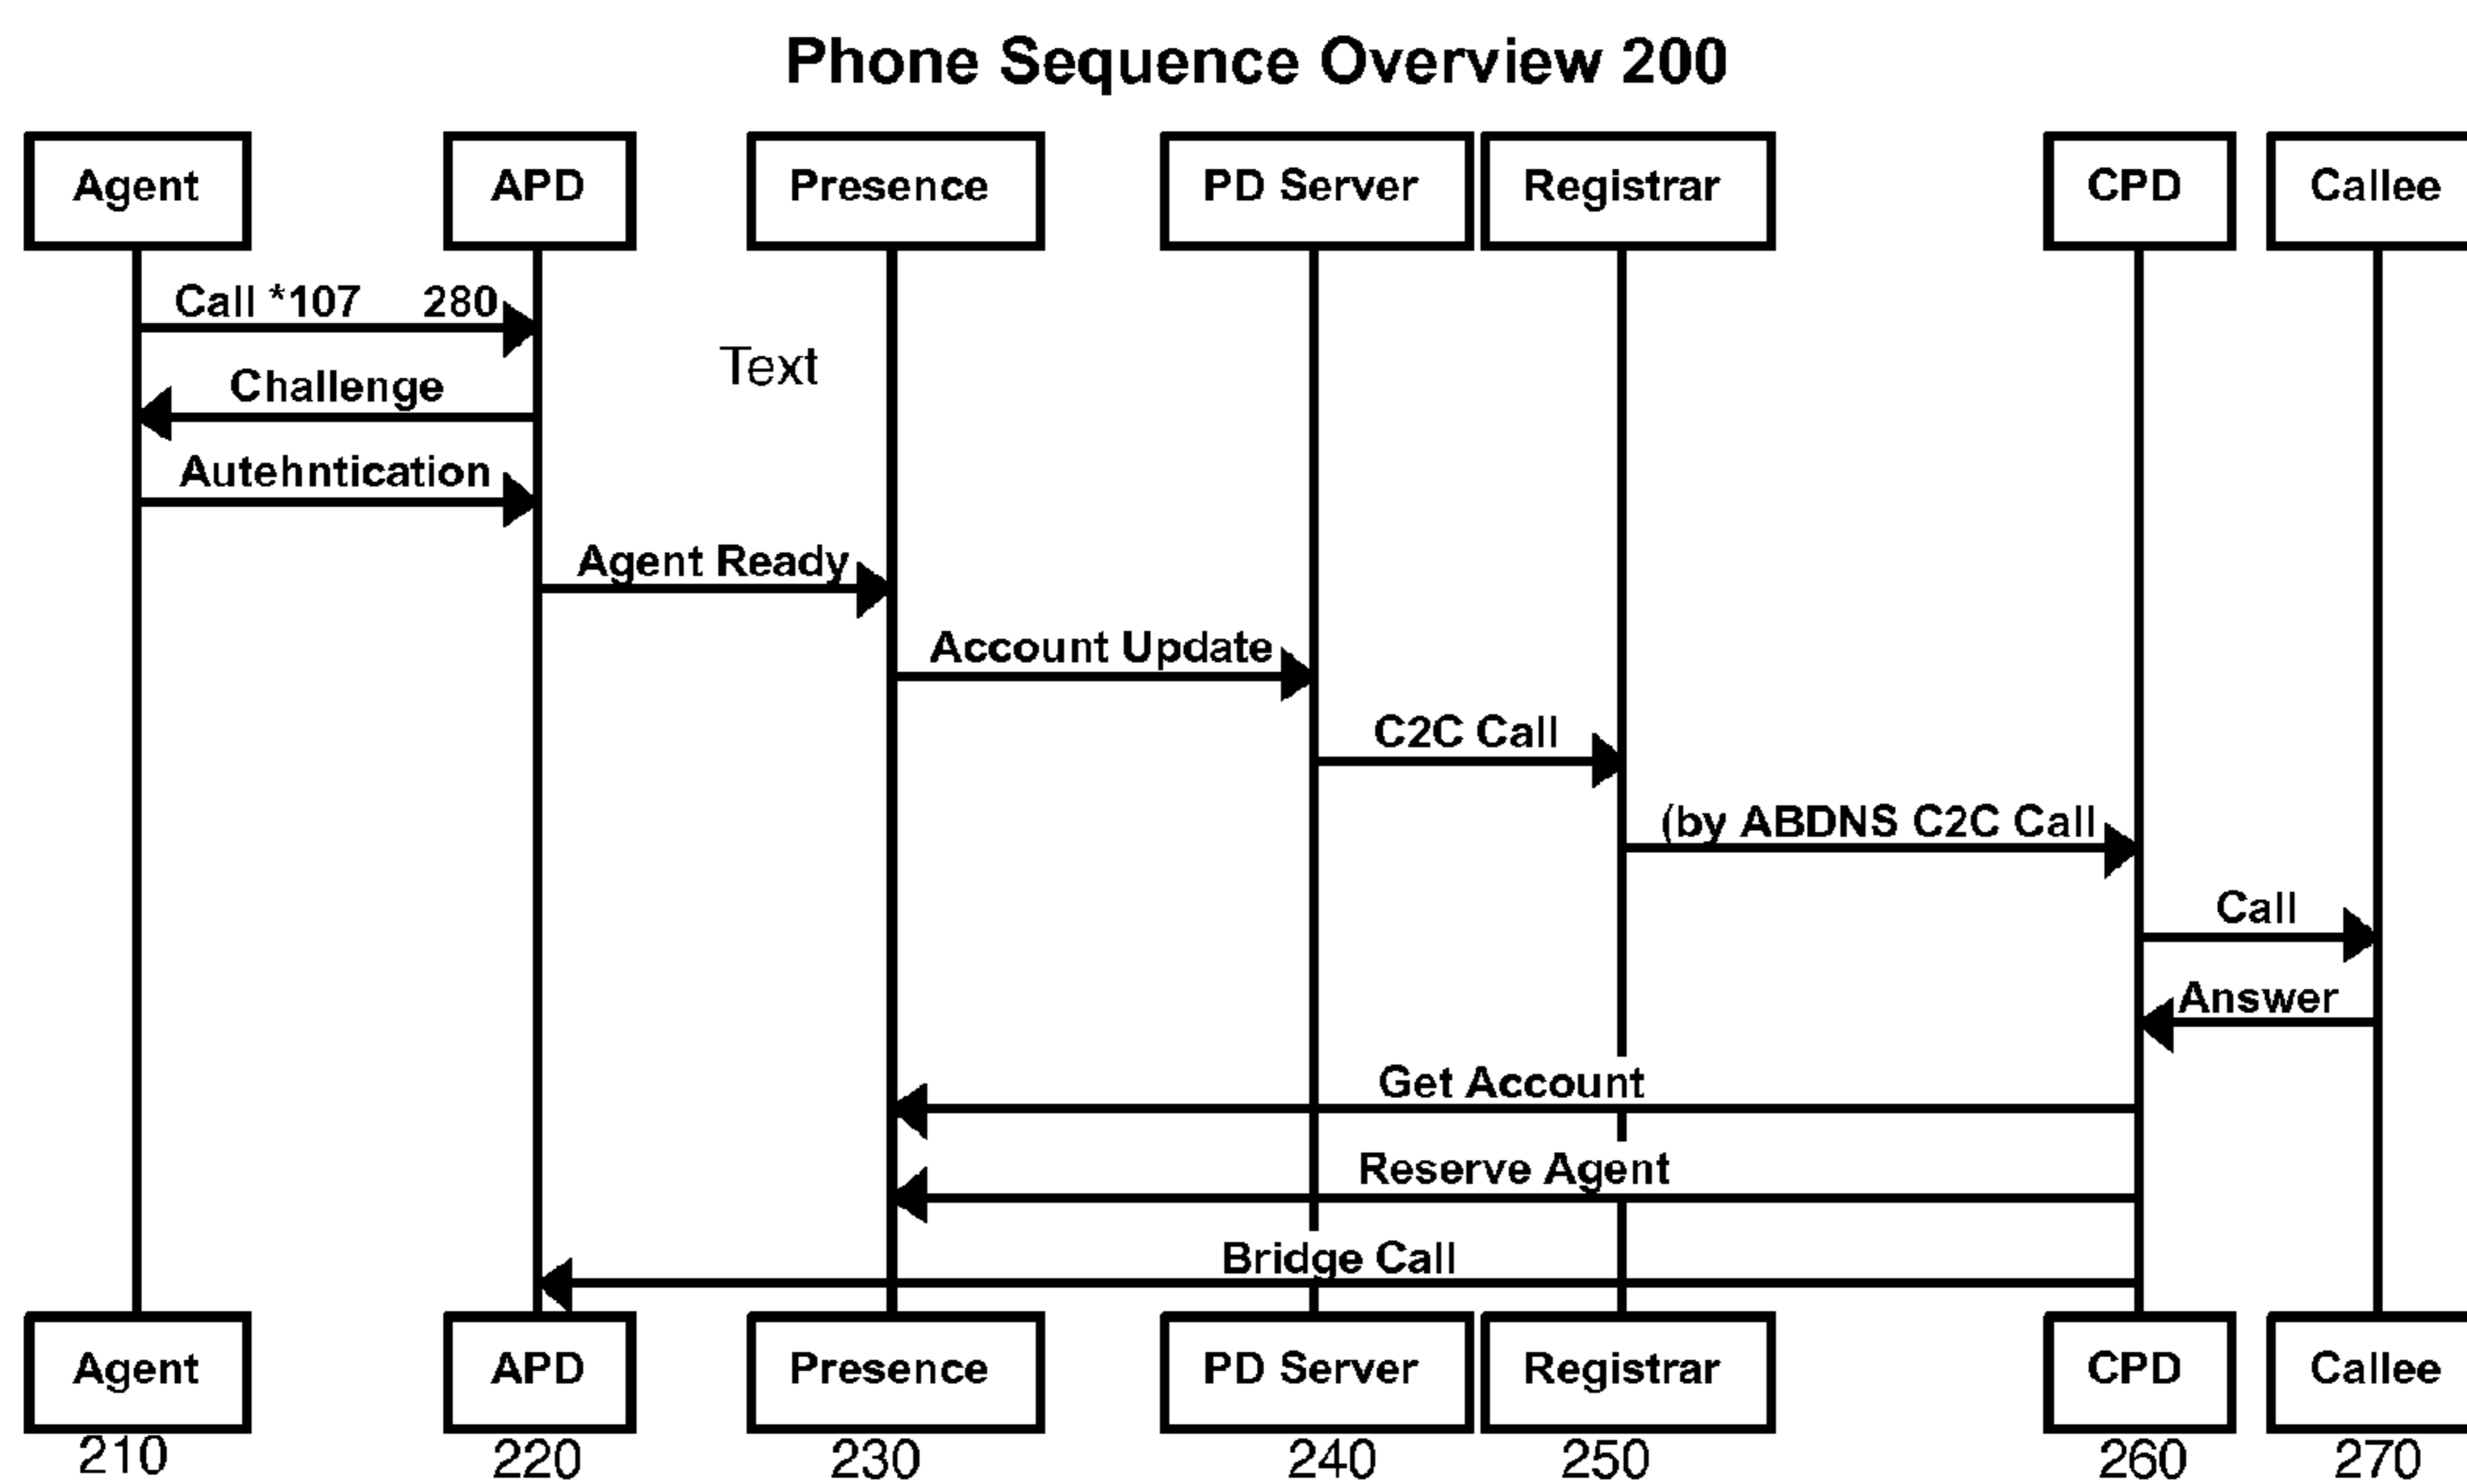 Phone Sequence Overview 200
Agent APD Presence PD Server Registrar CPD Callee
Call *107 280
Text
Challenge
Autehntication
Agent Ready
Account Update
C2C Call
(by ABDNS C2C Call
Call
Answer
Get Account
Reserve Agent
Bridge Call
Agent APD Presence PD Server Registrar CPD Callee
210 220 230 240 250 260 270